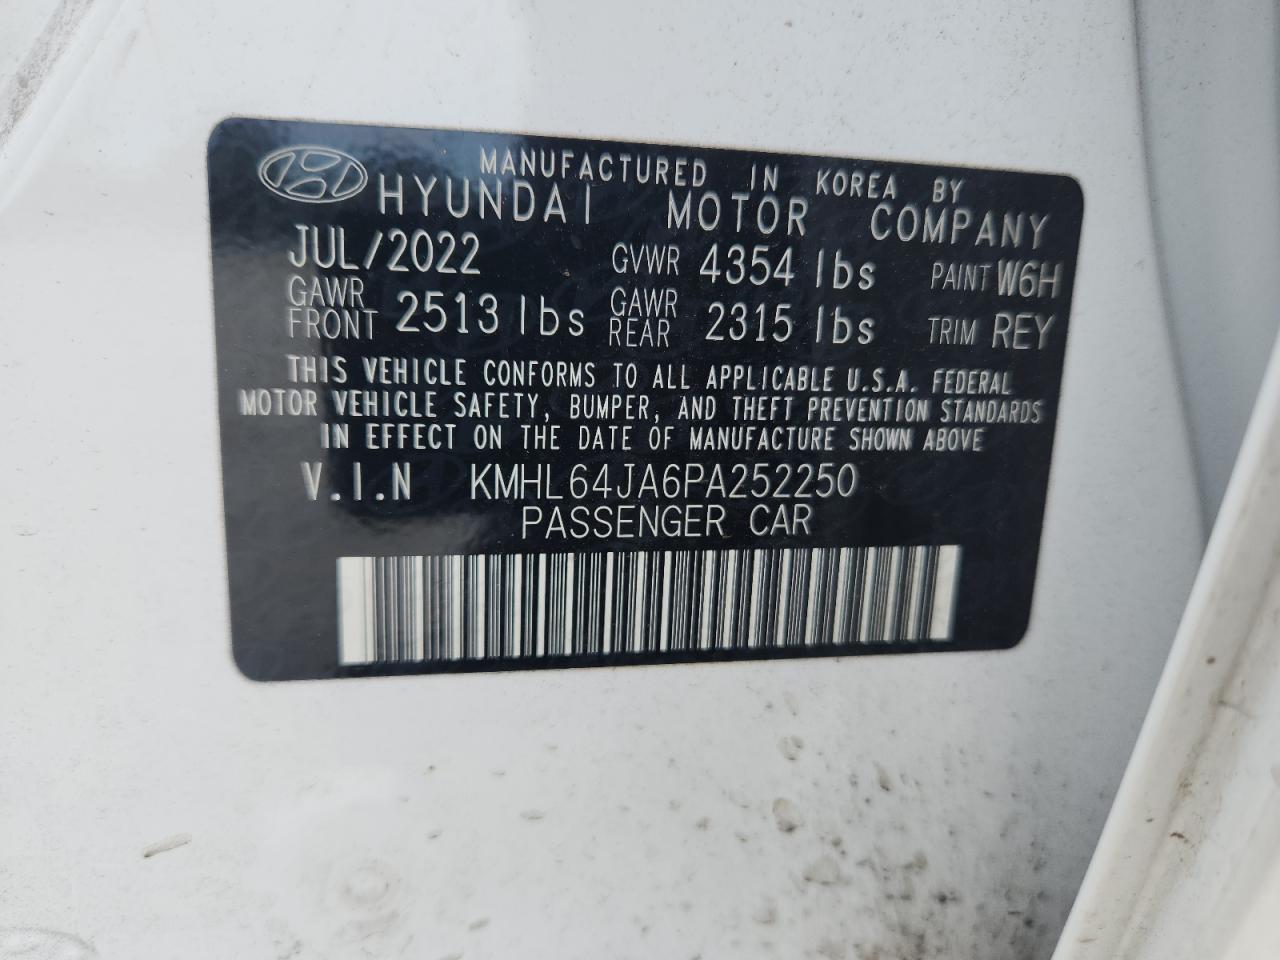 MANUFACTURED IN KOREA BY
HYUNDAI MOTOR COMPANY
JUL/2022 GVWR 4354 lbs PAINT W6H
GAWR FRONT 2513 lbs GAWR REAR 2315 lbs TRIM REY
THIS VEHICLE CONFORMS TO ALL APPLICABLE U.S.A. FEDERAL
MOTOR VEHICLE SAFETY, BUMPER, AND THEFT PREVENTION STANDARDS
IN EFFECT ON THE DATE OF MANUFACTURE SHOWN ABOVE
V.I.N KMHL64JA6PA252250
PASSENGER CAR